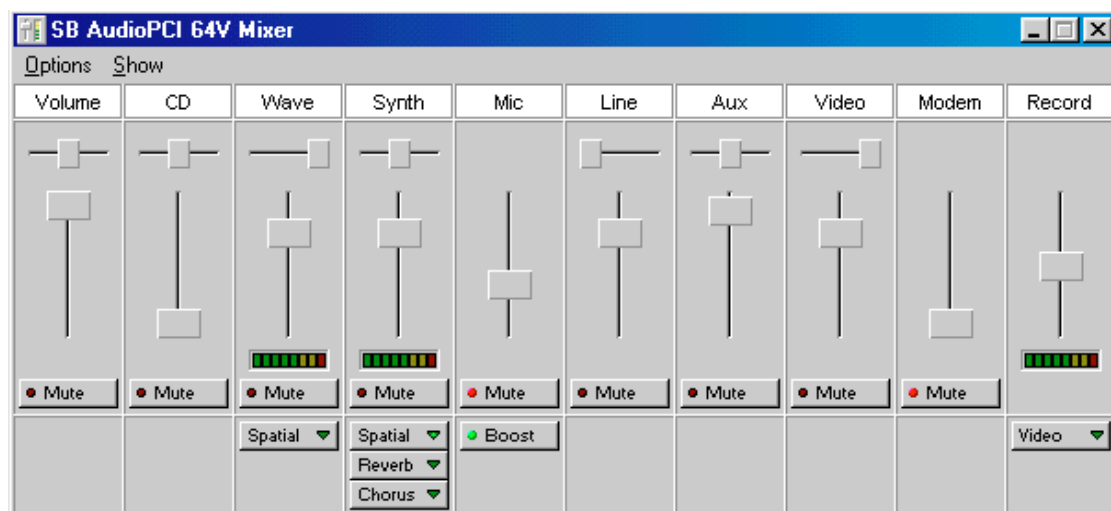 SB AudioPCI 64V Mixer
Options Show
Volume CD Wave Synth Mic Line Aux Video Modem Record
Mute Mute Mute Mute Mute Mute Mute Mute Mute
Spatial Spatial Boost Video
Reverb
Chorus